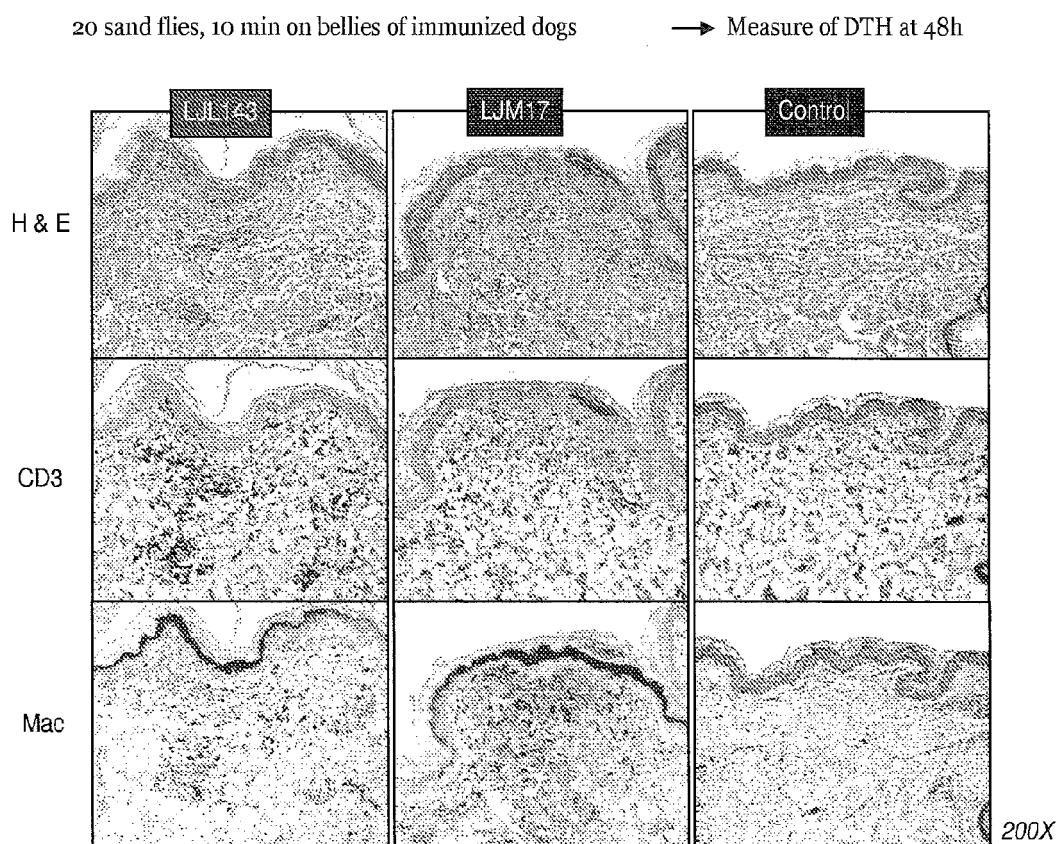 20 sand flies, 10 min on bellies of immunized dogs → Measure of DTH at 48h
LJL143 LJM17 Control
H & E
CD3
Mac
200X